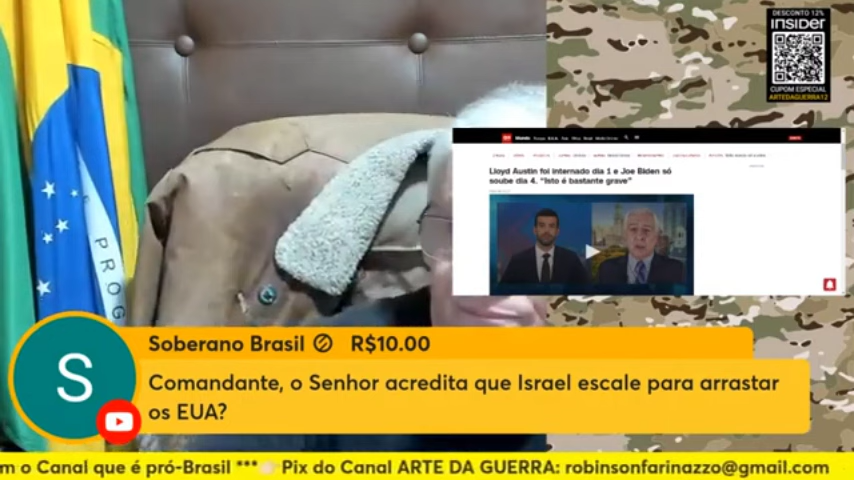 DESCONTO 12%
INSIDER
CUPOM ESPECIAL
ARTEDAGUERRA12
Mundo
Lloyd Austin foi internado dia 1 e Joe Biden só
soube dia 4. "Isto é bastante grave"
PROG
Soberano Brasil R$10.00
S
Comandante, o Senhor acredita que Israel escale para arrastar
os EUA?
m o Canal que é pró-Brasil *** Pix do Canal ARTE DA GUERRA: robinsonfarinazzo@gmail.com